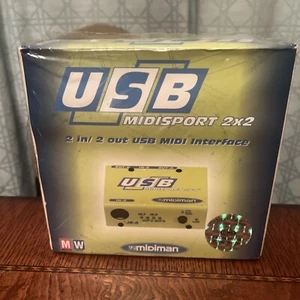 USB
MIDISPORT 2x2
2 in/ 2 out USB MIDI Interface
USB
midiman
M W
midiman